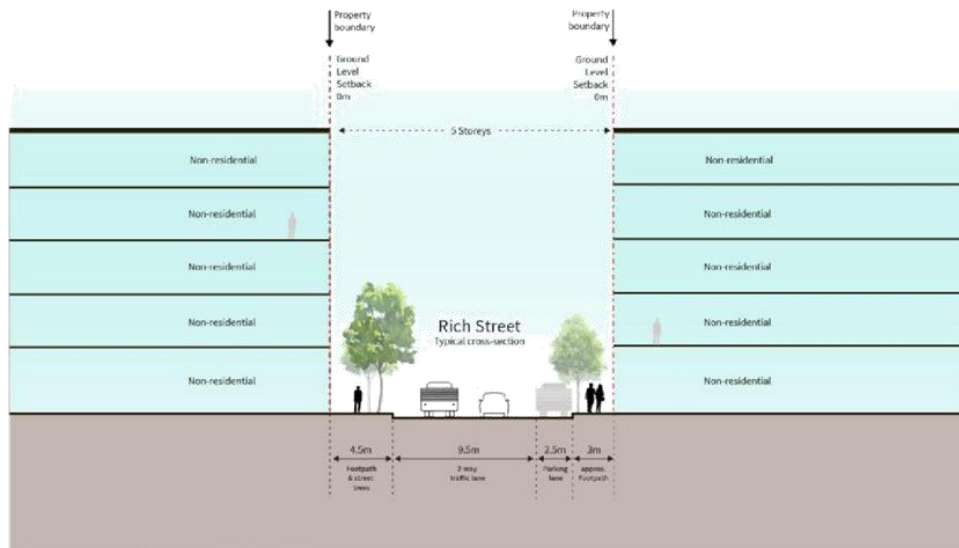 Property
boundary
Property
boundary
Ground
Level
Setback
0m
Ground
Level
Setback
0m
5 Storeys
Non-residential
Non-residential
Non-residential
Non-residential
Non-residential
Non-residential
Non-residential
Non-residential
Non-residential
Non-residential
Rich Street
Typical cross-section
4.5m
9.5m
2.5m
3m
Footpath
& street
trees
2 way
traffic lane
Parking
lane
approx.
Footpath